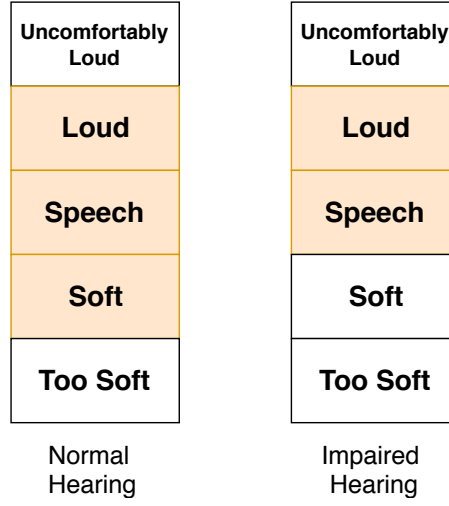 Uncomfortably
Loud
Loud
Speech
Soft
Too Soft
Normal
Hearing
Uncomfortably
Loud
Loud
Speech
Soft
Too Soft
Impaired
Hearing